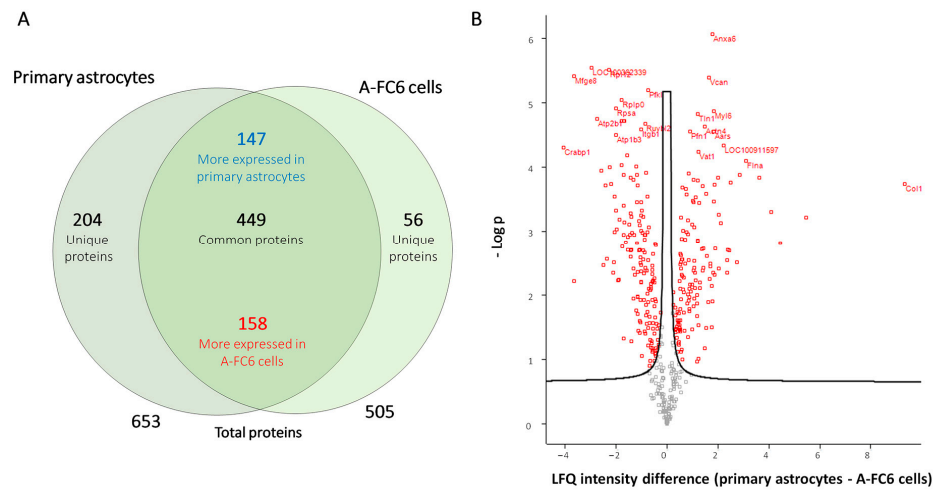 A
Primary astrocytes
A-FC6 cells
147
More expressed in
primary astrocytes
204
Unique
proteins
449
Common proteins
56
Unique
proteins
158
More expressed in
A-FC6 cells
653
Total proteins
505
B
- Log p
6
5
4
3
2
1
0
−4
−2
0
2
4
6
8
LFQ intensity difference (primary astrocytes - A-FC6 cells)
Anxa6
Mfge8
Vcan
Rplp0
Rpsa
Atp2b1
Tln1
Myl6
Itgb1
Aars
Atp1b3
Crabp1
LOC100911597
Vat1
Flna
Col1